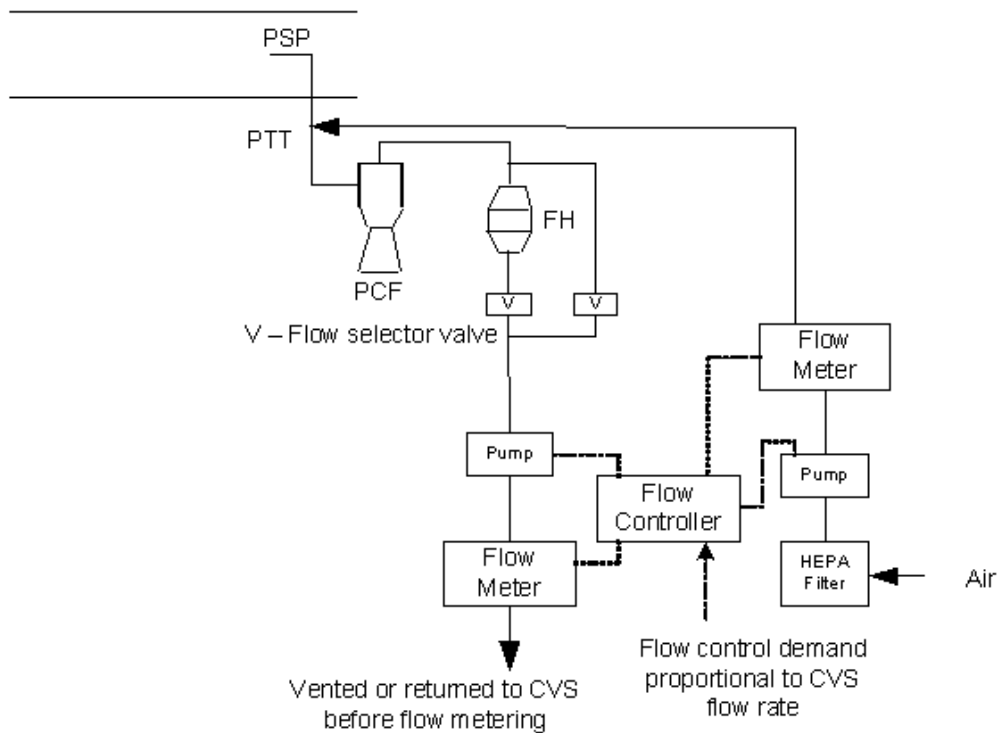 PSP
PTT
FH
PCF
V
V
V – Flow selector valve
Flow
Meter
Pump
Flow
Controller
Pump
Flow
Meter
HEPA
Filter
Air
Vented or returned to CVS
before flow metering
Flow control demand
proportional to CVS
flow rate